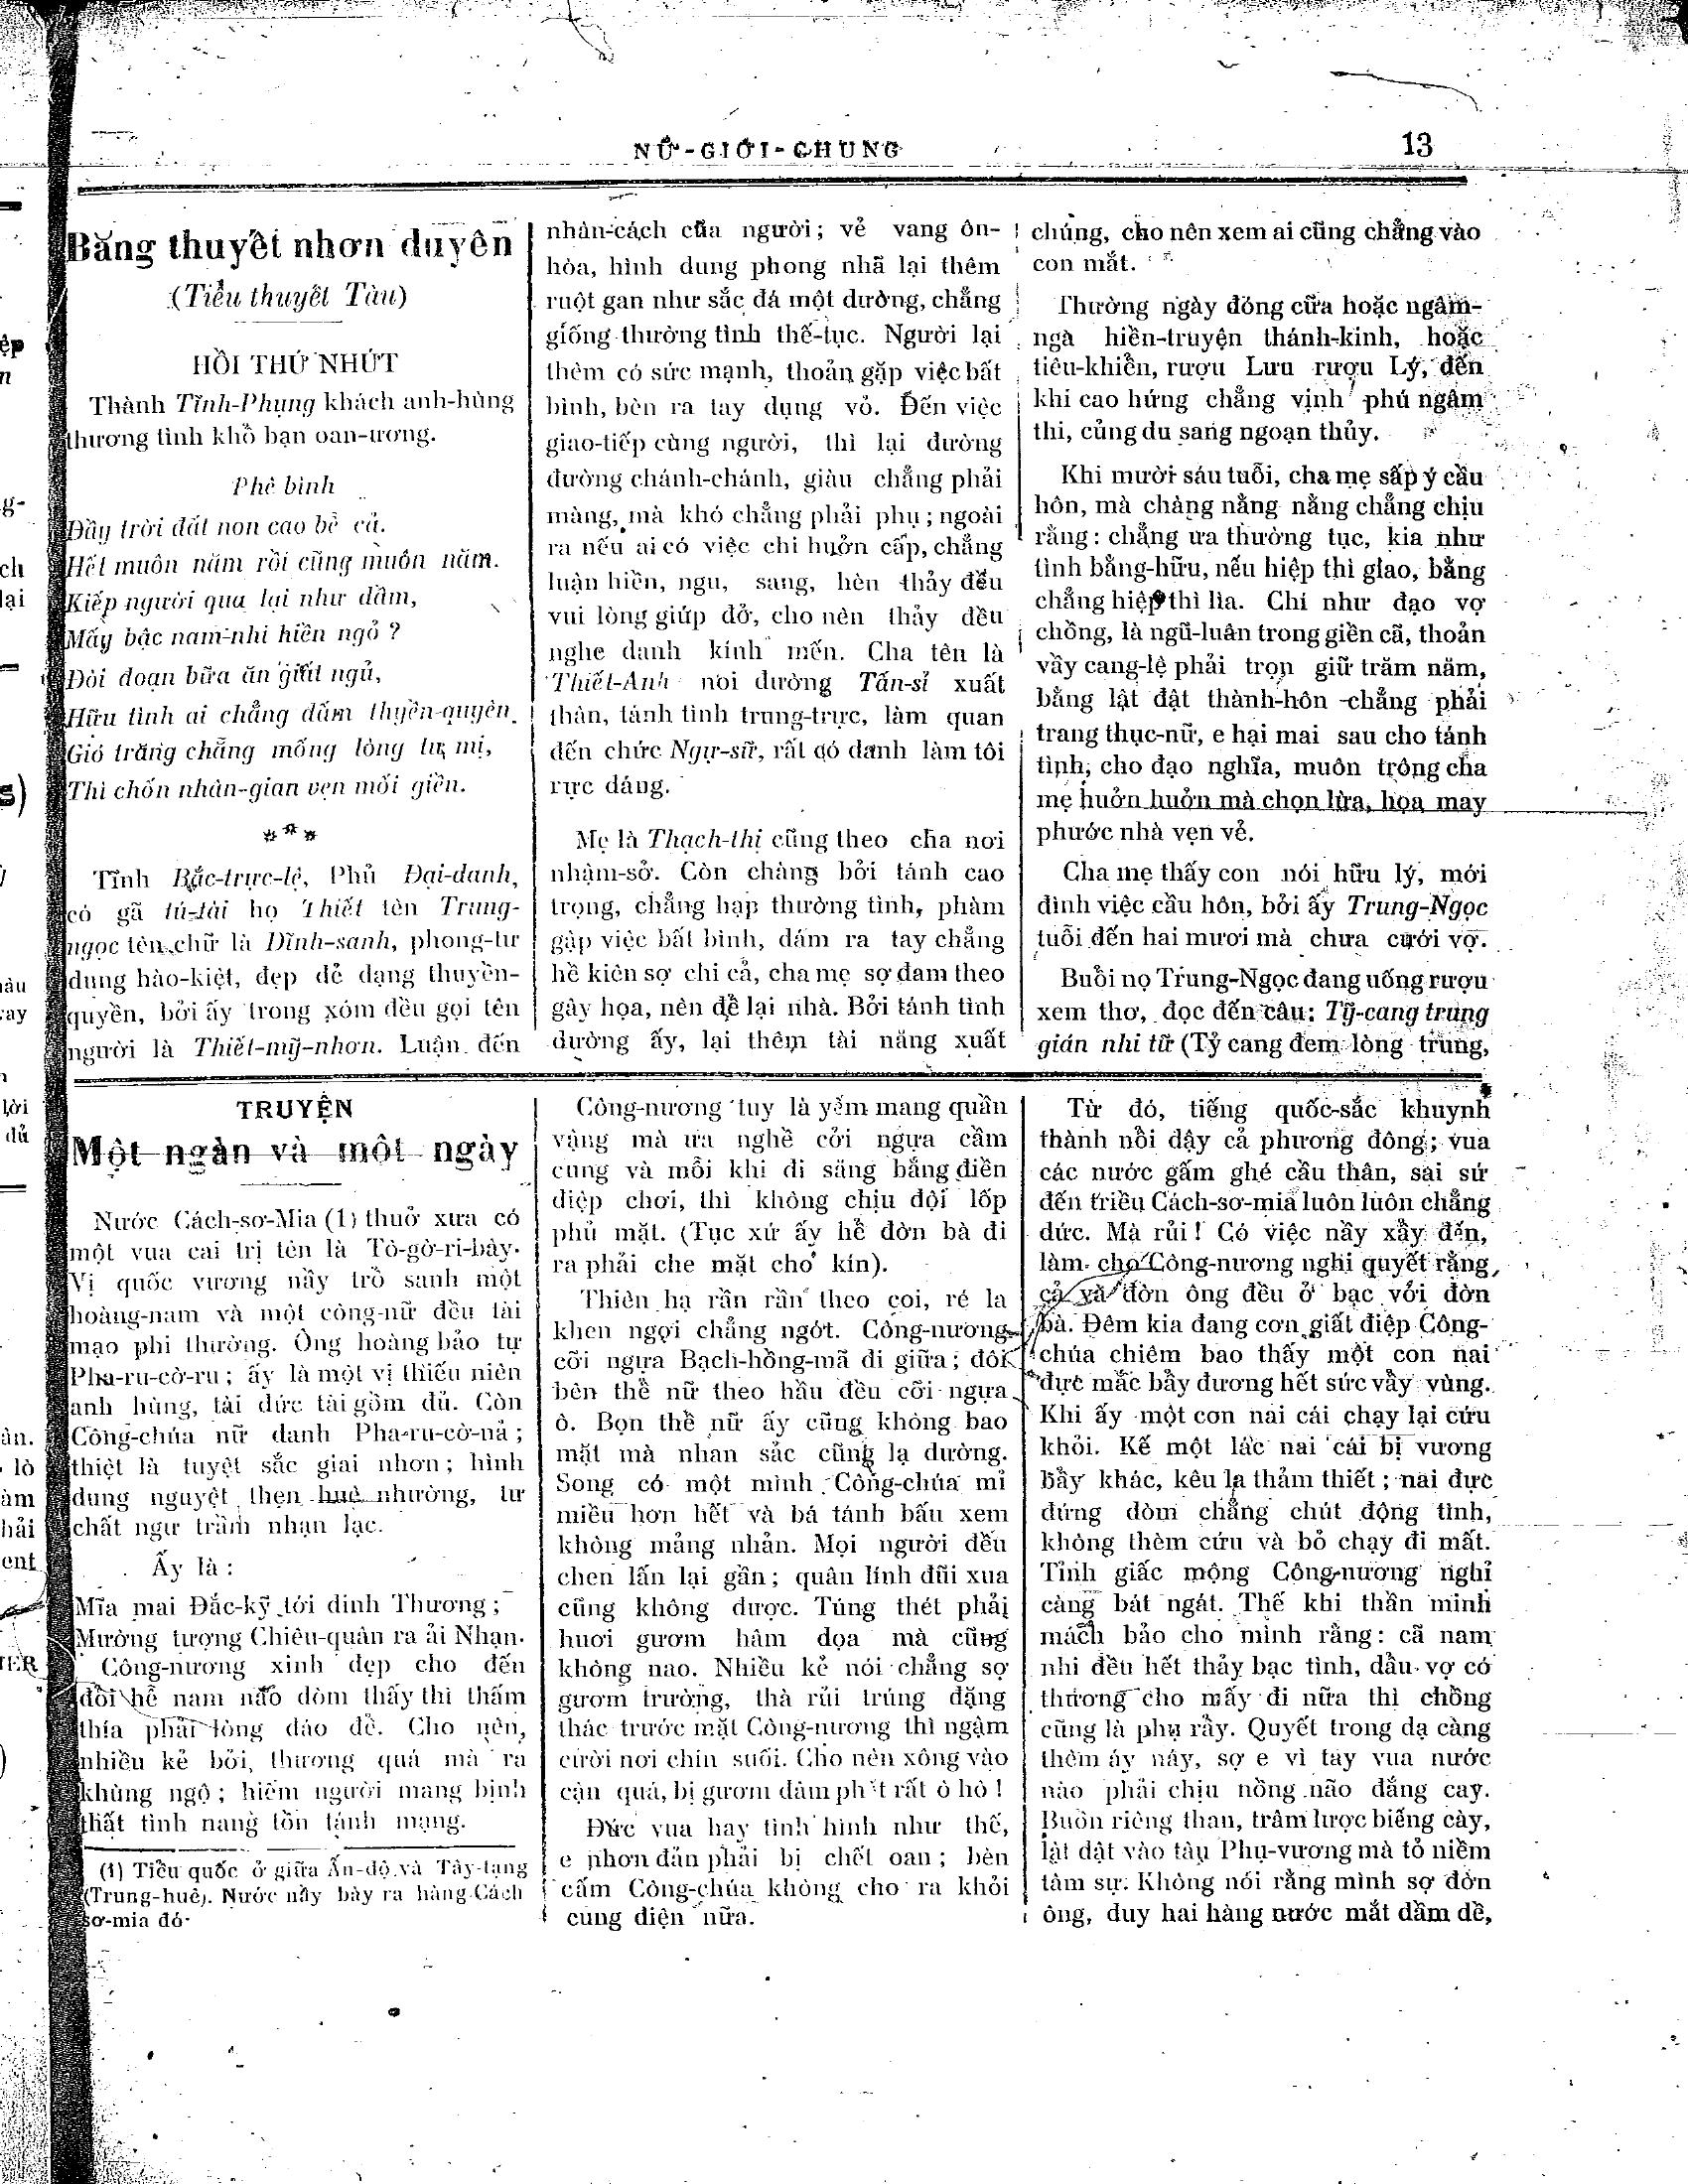 NỮ-GIỚI-CHUNG
13
Băng thuyết nhơn duyên
(Tiểu thuyết Tàu)
HỒI THỨ NHỨT
Thành Tĩnh-Phụng khách anh-hùng
thương tình khổ bạn oan-ương.
Phê bình
Đầy trời đất non cao bể cả.
Hết muôn năm rồi cũng muôn năm.
Kiếp người qua lại như dầm,
Mấy bậc nam-nhi hiền ngỏ ?
Đòi đoạn bữa ăn giất ngủ,
Hữu tình ai chẳng dấm thyền-quyên.
Gió trăng chẳng mống lòng tự mị,
Thì chốn nhàn-gian vẹn mối giền.
***
Tỉnh Bắc-trực-lệ, Phủ Đại-danh,
có gã tú-tài họ Thiết tên Trung-
ngọc tên chữ là Đĩnh-sanh, phong-tư
dung hào-kiệt, đẹp đẻ dạng thuyền-
quyền, bởi ấy trong xóm đều gọi tên
người là Thiết-mỹ-nhơn. Luận đến
nhàn-cách của người; vẻ vang ôn-
hòa, hình dung phong nhã lại thêm
ruột gan như sắc đá một dường, chẳng
giống thường tình thế-tục. Người lại
thêm có sức mạnh, thoản gặp việc bất
bình, bèn ra tay dụng vỏ. Đến việc
giao-tiếp cùng người, thì lại đường
đường chánh-chánh, giàu chẳng phải
màng, mà khó chẳng phải phụ; ngoài
ra nếu ai có việc chi huởn cấp, chẳng
luận hiền, ngu, sang, hèn thảy đều
vui lòng giúp đở, cho nên thảy đều
nghe danh kính mến. Cha tên là
Thiết-Anh noi đường Tấn-sỉ xuất
thân, tánh tình trung-trực, làm quan
đến chức Ngự-sử, rất có danh làm tôi
rực dáng.
Mẹ là Thạch-thị cũng theo cha nơi
nhậm-sở. Còn chàng bởi tánh cao
trọng, chẳng hạp thường tình, phàm
gặp việc bất bình, dám ra tay chẳng
hề kiên sợ chi cả, cha mẹ sợ đam theo
gây họa, nên để lại nhà. Bởi tánh tình
dường ấy, lại thêm tài năng xuất
chúng, cho nên xem ai cũng chẳng vào
con mắt.
Thường ngày đóng cữa hoặc ngâm-
nga hiền-truyện thánh-kinh, hoặc
tiêu-khiển, rượu Lưu rượu Lý, đến
khi cao hứng chẳng vịnh phú ngâm
thi, củng du sang ngoạn thủy.
Khi mười sáu tuổi, cha mẹ sấp ý cầu
hôn, mà chàng nằng nằng chẳng chịu
rằng: chẳng ưa thường tục, kia như
tình bằng-hữu, nếu hiệp thì giao, bằng
chẳng hiệp thì lìa. Chí như đạo vợ
chồng, là ngũ-luân trong giền cã, thoản
vầy cang-lệ phải trọn giữ trăm năm,
bằng lật đật thành-hôn chẳng phải
trang thục-nữ, e hại mai sau cho tánh
tình, cho đạo nghĩa, muôn trông cha
mẹ huởn huởn mà chọn lừa, họa may
phước nhà vẹn vẻ.
Cha mẹ thấy con nói hữu lý, mới
đình việc cầu hôn, bởi ấy Trung-Ngọc
tuổi đến hai mươi mà chưa cưới vợ.
Buổi nọ Trung-Ngọc đang uống rượu
xem thơ, đọc đến câu: Tỹ-cang trung
gián nhi tữ (Tỷ cang đem lòng trung,
TRUYỆN
Một ngàn và một ngày
Nước Cách-sơ-Mia (1) thuở xưa có
một vua cai trị tên là Tò-gờ-ri-bày.
Vị quốc vương nầy trổ sanh một
hoàng-nam và một công-nữ đều tài
mạo phi thường. Ông hoàng bảo tự
Pha-ru-cờ-ru; ấy là một vị thiếu niên
anh hùng, tài đức tài gồm đủ. Còn
Công-chúa nữ danh Pha-ru-cờ-nà;
thiệt là tuyệt sắc giai nhơn; hình
dung nguyệt thẹn huè nhường, tư
chất ngư trầm nhạn lạc.
Ấy là :
Mĩa mai Đắc-kỹ tới dinh Thương;
Mường tượng Chiêu-quân ra ải Nhạn.
Công-nương xinh đẹp cho đến
đổi hễ nam nào dòm thấy thì thấm
thía phải lòng dáo để. Cho nên,
nhiều kẻ bởi, thương quá mà ra
khùng ngộ; hiếm người mang bịnh
thất tình nang tồn tánh mạng.
(1) Tiểu quốc ở giữa Ấn-độ và Tây-tạng
(Trung-huê). Nước nầy bày ra hàng Cách
sơ-mia đó.
Công-nương tuy là yếm mang quần
vận mà ưa nghề cởi ngựa cầm
cung và mỗi khi đi săng bắng điền
diệp chơi, thì không chịu đội lốp
phủ mặt. (Tục xứ ấy hễ đờn bà đi
ra phải che mặt cho kín).
Thiên hạ rần rần theo coi, ré la
khen ngợi chẳng ngớt. Công-nương
cỡi ngựa Bạch-hồng-mã đi giữa; đôi
bên thể nữ theo hầu đều cỡi ngựa
ô. Bọn thể nữ ấy cũng không bao
mặt mà nhan sắc cũng lạ dường.
Song có một mình Công-chúa mỉ
miều hơn hết và bá tánh bấu xem
không mảng nhản. Mọi người đều
chen lấn lại gần; quân lính đũi xua
cũng không được. Túng thét phải
huơi gươm hâm dọa mà cũng
không nao. Nhiều kẻ nói chẳng sợ
gươm trường, thà rủi trúng đặng
thác trước mặt Công-nương thì ngậm
cười nơi chín suối. Cho nên xông vào
cận quá, bị gươm đâm phứt rất ô hô !
Đức vua hay tình hình như thế,
e nhơn dân phải bị chết oan; bèn
cấm Công-chúa không cho ra khỏi
cung điện nữa.
Từ đó, tiếng quốc-sắc khuynh
thành nổi dậy cả phương đông; vua
các nước gấm ghé cầu thân, sai sứ
đến triều Cách-sơ-mia luôn luôn chẳng
dức. Mà rủi! Có việc nầy xảy đến,
làm cho Công-nương nghi quyết rằng,
cả và đờn ông đều ở bạc với đờn
bà. Đêm kia đang cơn giất điệp Công-
chúa chiêm bao thấy một con nai
đực mắc bẫy đương hết sức vầy vùng.
Khi ấy một con nai cái chạy lại cứu
khỏi. Kế một lác nai cái bị vương
bẫy khác, kêu la thảm thiết; nai đực
đứng dòm chẳng chút động tình,
không thèm cứu và bỏ chạy đi mất.
Tỉnh giấc mộng Công-nương nghi
càng bát ngát. Thế khi thần minh
mách bảo cho mình rằng: cã nam
nhi đều hết thảy bạc tình, dầu vợ có
thương cho mấy đi nữa thì chồng
cũng là phụ rẫy. Quyết trong dạ càng
thêm áy náy, sợ e vì tay vua nước
nào phải chịu nồng não đắng cay.
Buồn riêng than, trâm lược biếng cày,
lật dật vào tàu Phụ-vương mà tỏ niềm
tâm sự. Không nói rằng mình sợ đờn
ông, duy hai hàng nước mắt dầm dề,